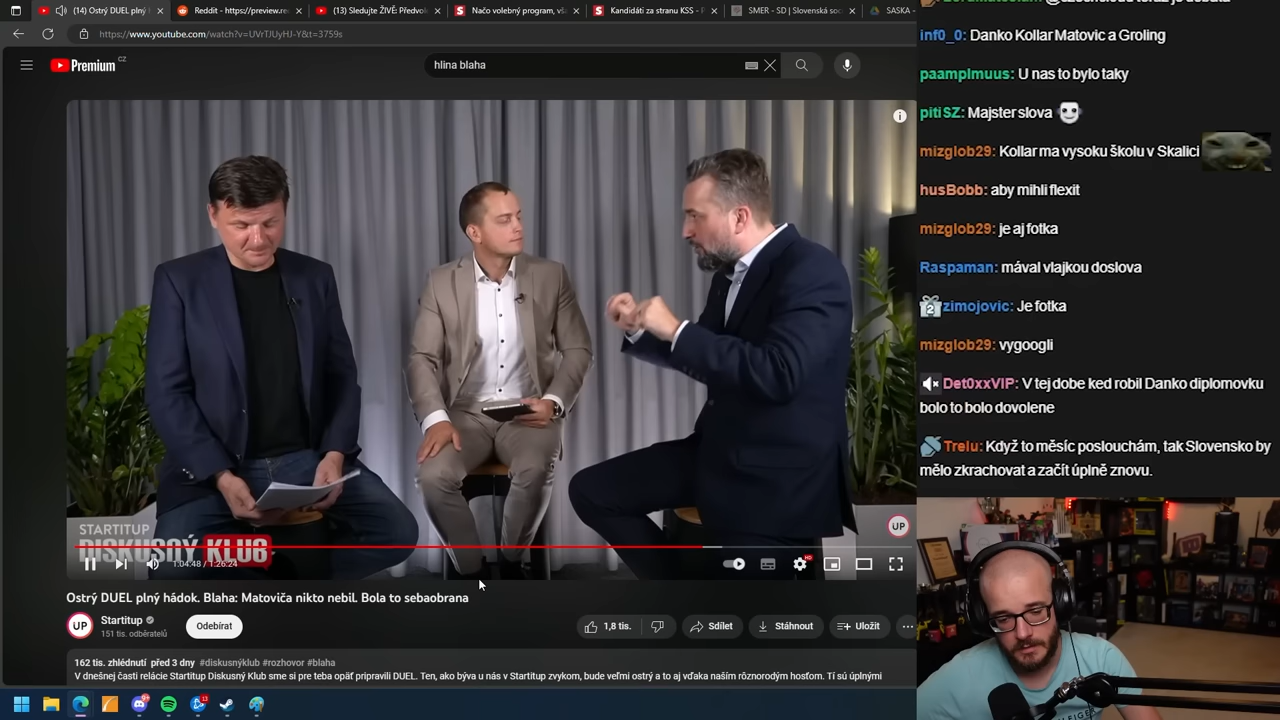 (14) Ostrý DUEL plný h
Reddit - https://preview.re
(13) Sledujte ŽIVĚ: Předvol
Načo volebný program, vš
Kandidáti za stranu KSS - P
SMER - SD | Slovenská soc
SASKA -
https://www.youtube.com/watch?v=UVrTJUyHJ-Y&t=3759s
Premium CZ
hlina blaha
STARTITUP
DISKUSNÝ KLUB
UP
1:04:48 / 1:26:24
Ostrý DUEL plný hádok. Blaha: Matoviča nikto nebil. Bola to sebaobrana
UP
Startitup
151 tis. odběratelů
Odebírat
1,8 tis.
Sdílet
Stáhnout
Uložit
162 tis. zhlédnutí před 3 dny #diskusnýklub #rozhovor #blaha
V dnešnej časti relácie Startitup Diskusný Klub sme si pre teba opäť pripravili DUEL. Ten, ako býva u nás v Startitup zvykom, bude veľmi ostrý a to aj vďaka našim rôznorodým hosťom. Tí sú úplnými
inf0_0: Danko Kollar Matovic a Groling
paamplmuus: U nas to bylo taky
pitiSZ: Majster slova
mizglob29: Kollar ma vysoku školu v Skalici
husBobb: aby mihli flexit
mizglob29: je aj fotka
Raspaman: mával vlajkou doslova
zimojovic: Je fotka
mizglob29: vygoogli
Det0xxVIP: V tej dobe ked robil Danko diplomovku
bolo to bolo dovolene
Trelu: Když to měsíc poslouchám, tak Slovensko by
mělo zkrachovat a začít úplně znovu.